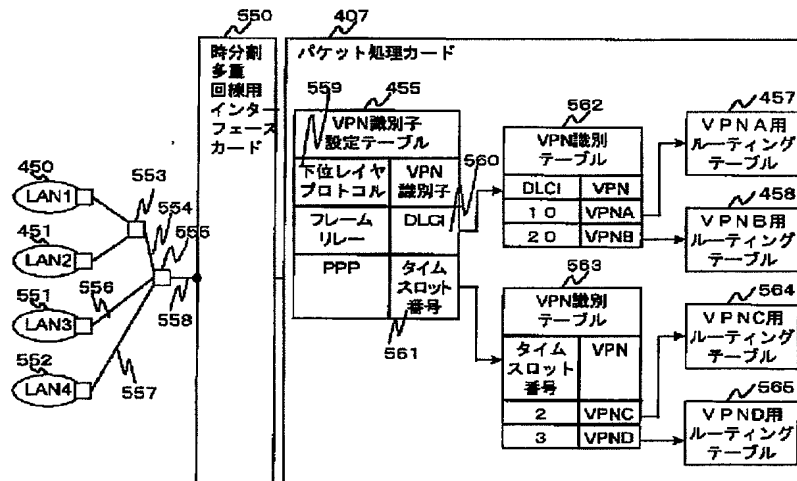 550
407
時分割
多重
回線用
インター
フェース
カード
パケット処理カード
559
455
VPN識別子
設定テーブル
下位レイヤ
プロトコル
VPN
識別子
フレーム
リレー
DLCI
PPP
タイム
スロット
番号
560
561
562
VPN識別
テーブル
DLCI
VPN
10
VPNA
20
VPNB
563
VPN識別
テーブル
タイム
スロット
番号
VPN
2
VPNC
3
VPND
457
VPNA用
ルーティング
テーブル
458
VPNB用
ルーティング
テーブル
564
VPNC用
ルーティング
テーブル
565
VPND用
ルーティング
テーブル
450
LAN1
451
LAN2
551
LAN3
552
LAN4
553
554
555
556
557
558